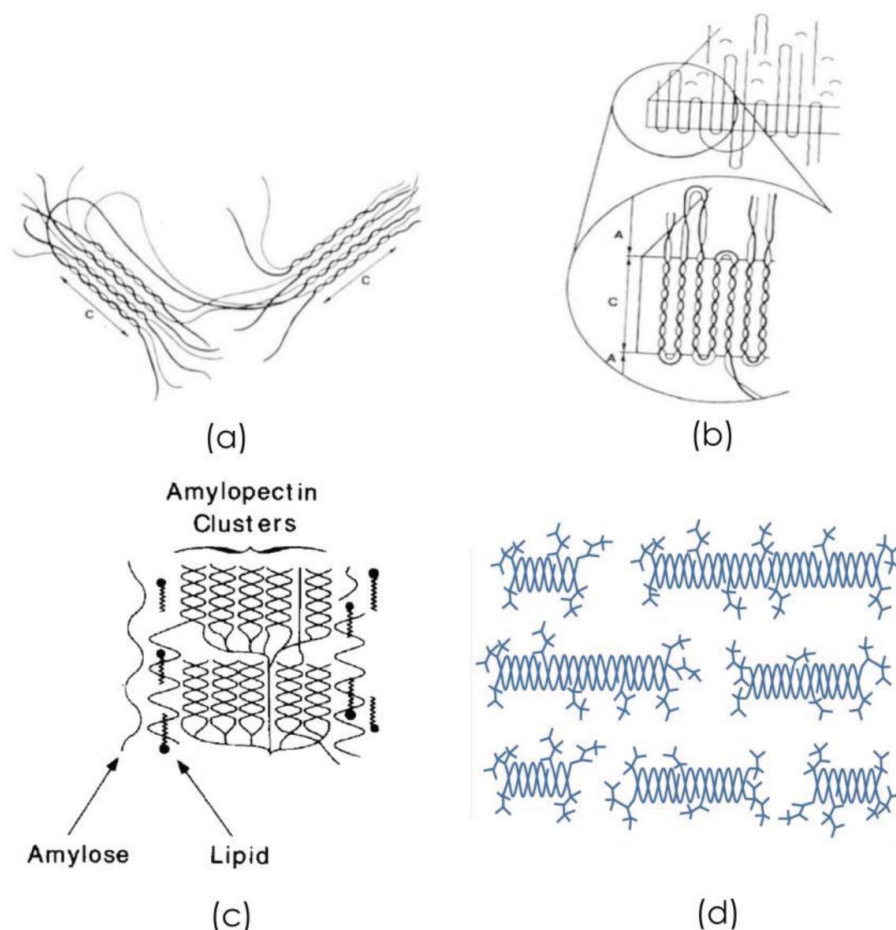 C
C
(a)
A
C
A
(b)
Amylopectin
Clusters
Amylose
Lipid
(c)
(d)